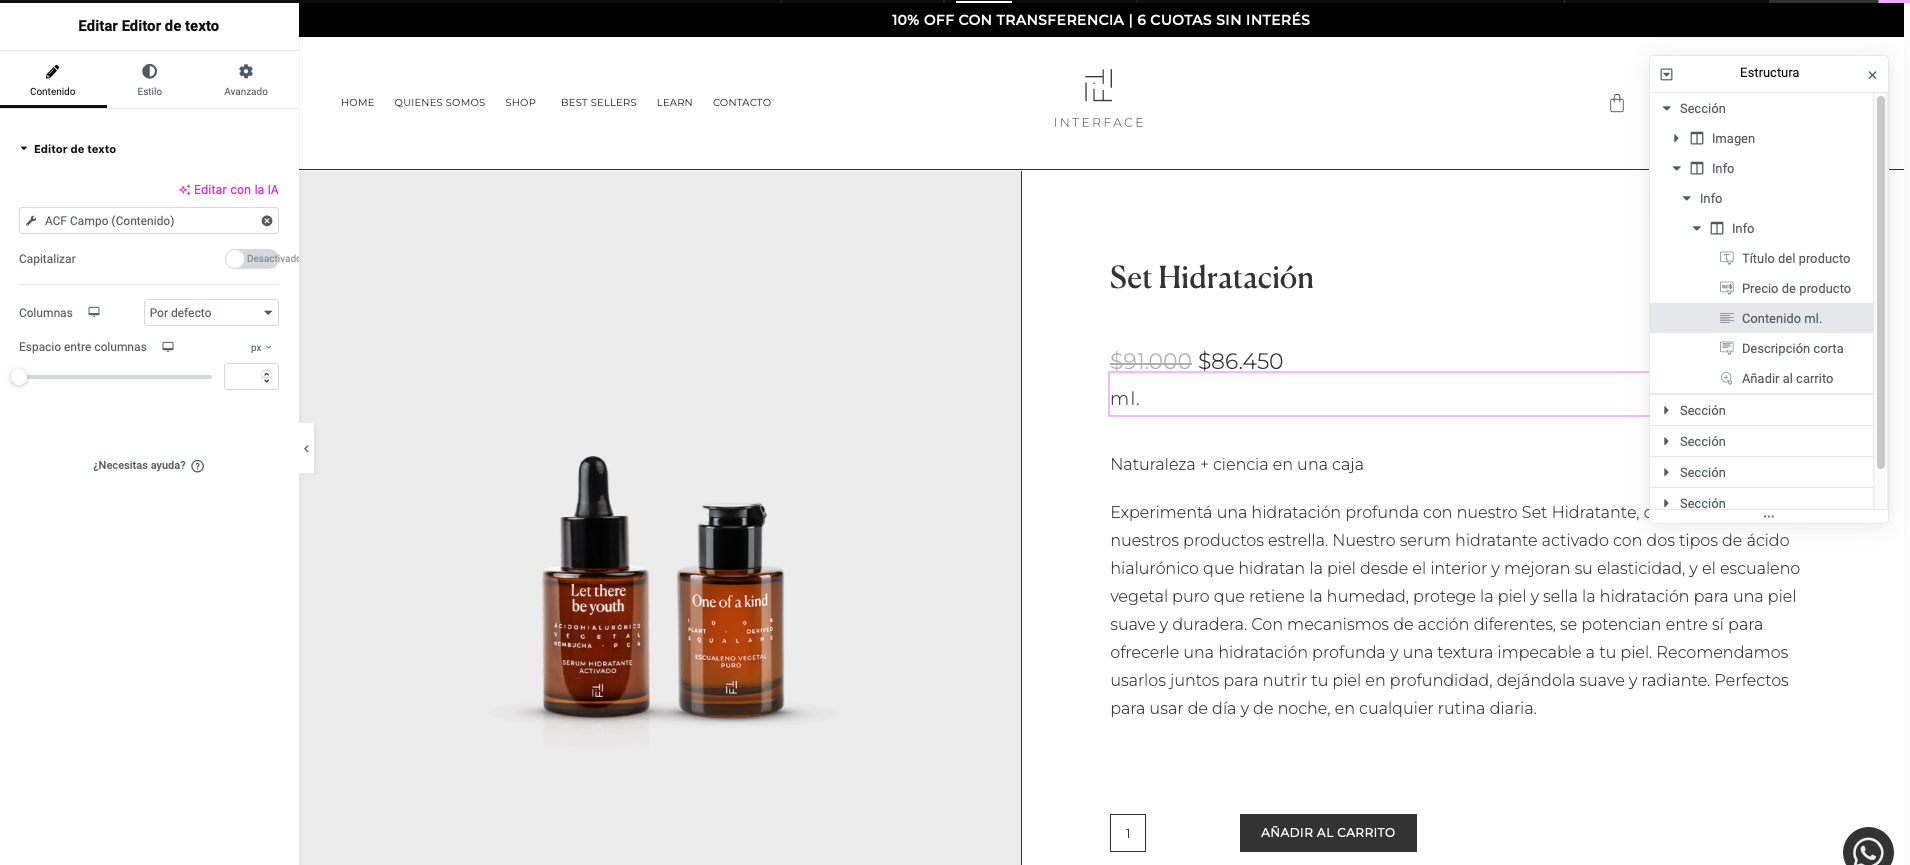 Editar Editor de texto
Contenido
Estilo
Avanzado
Editor de texto
Editar con la IA
ACF Campo (Contenido)
Capitalizar
Desactivado
Columnas
Por defecto
Espacio entre columnas
px
¿Necesitas ayuda?
10% OFF CON TRANSFERENCIA | 6 CUOTAS SIN INTERÉS
HOME QUIENES SOMOS SHOP BEST SELLERS LEARN CONTACTO
INTERFACE
Let there
be youth
ÁCIDO HIALURÓNICO
VEGETAL
KOMBUCHA - PCA
SERUM HIDRATANTE
ACTIVADO
One of a kind
100%
PLANT - DERIVED
SQUALANE
ESCUALENO VEGETAL
PURO
Set Hidratación
$91.000 $86.450
ml.
Naturaleza + ciencia en una caja
Experimentá una hidratación profunda con nuestro Set Hidratante,
nuestros productos estrella. Nuestro serum hidratante activado con dos tipos de ácido
hialurónico que hidratan la piel desde el interior y mejoran su elasticidad, y el escualeno
vegetal puro que retiene la humedad, protege la piel y sella la hidratación para una piel
suave y duradera. Con mecanismos de acción diferentes, se potencian entre sí para
ofrecerle una hidratación profunda y una textura impecable a tu piel. Recomendamos
usarlos juntos para nutrir tu piel en profundidad, dejándola suave y radiante. Perfectos
para usar de día y de noche, en cualquier rutina diaria.
1
AÑADIR AL CARRITO
Estructura
Sección
Imagen
Info
Info
Info
Título del producto
Precio de producto
Contenido ml.
Descripción corta
Añadir al carrito
Sección
Sección
Sección
Sección
...